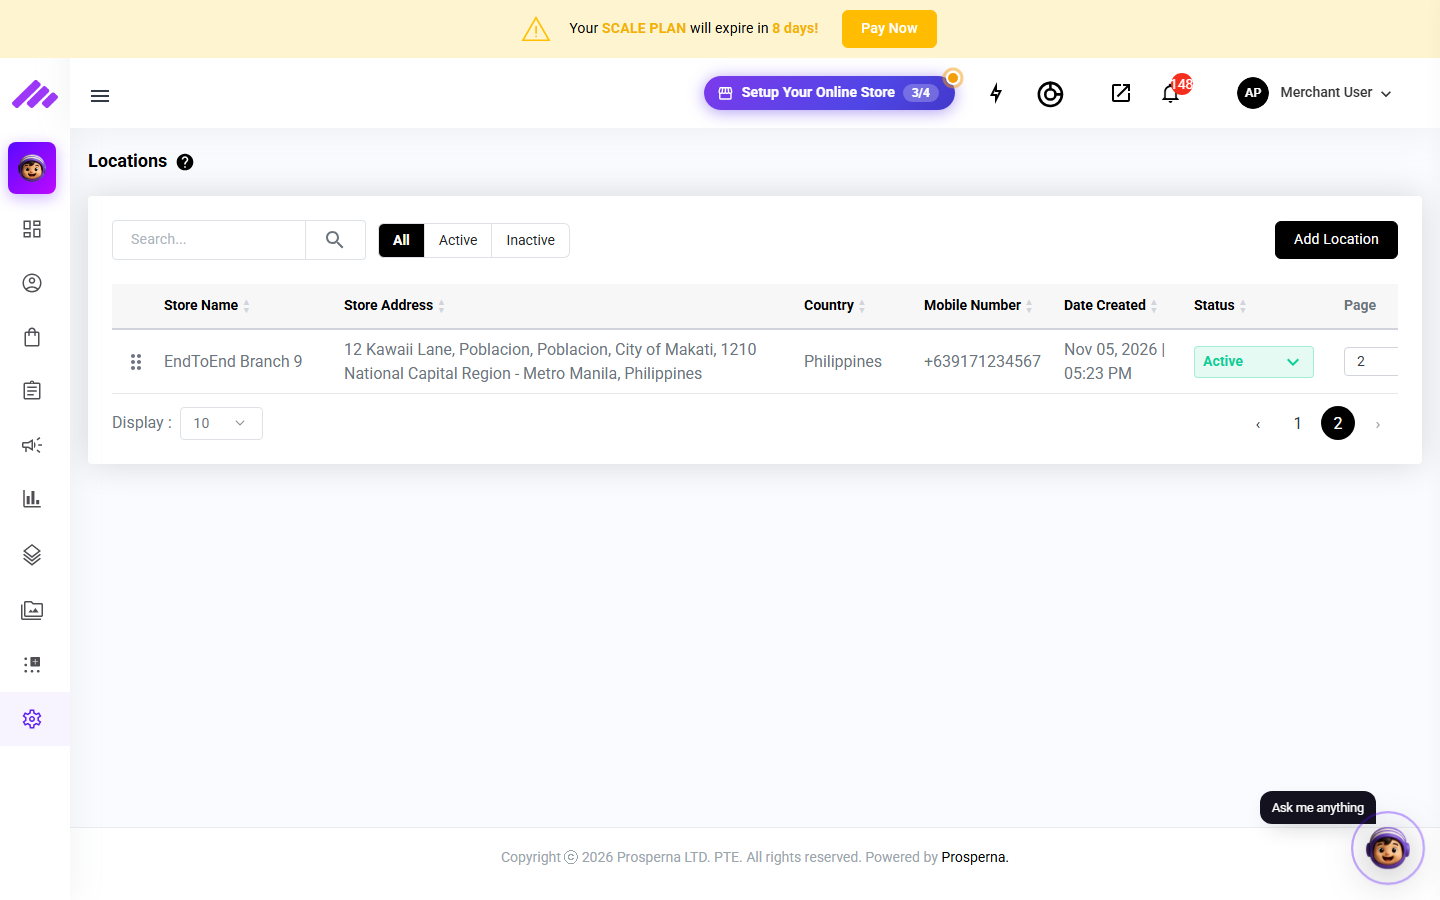 Your SCALE PLAN will expire in 8 days!
Pay Now
Setup Your Online Store 3/4
148
AP
Merchant User
Locations
Search...
All
Active
Inactive
Add Location
Store Name
Store Address
Country
Mobile Number
Date Created
Status
Page
EndToEnd Branch 9
12 Kawaii Lane, Poblacion, Poblacion, City of Makati, 1210
National Capital Region - Metro Manila, Philippines
Philippines
+639171234567
Nov 05, 2026 |
05:23 PM
Active
2
Display : 10
‹ 1 2 ›
Ask me anything
Copyright © 2026 Prosperna LTD. PTE. All rights reserved. Powered by Prosperna.